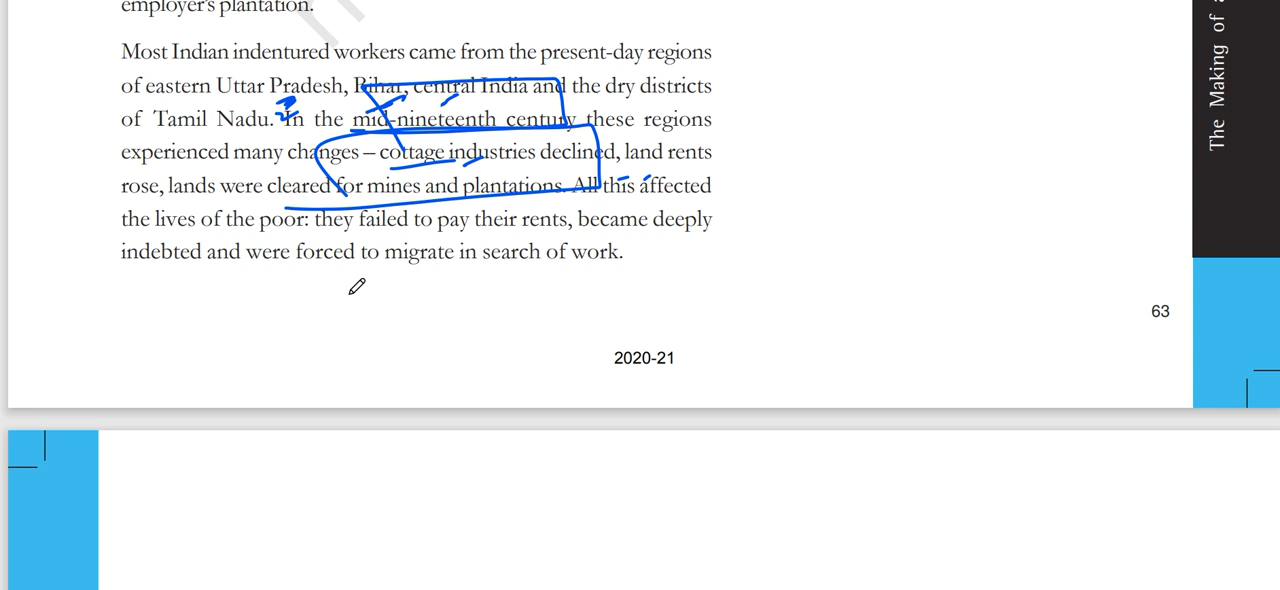 employer's plantation.
Most Indian indentured workers came from the present-day regions
of eastern Uttar Pradesh, Bihar, central India and the dry districts
of Tamil Nadu. In the mid-nineteenth century these regions
experienced many changes – cottage industries declined, land rents
rose, lands were cleared for mines and plantations. All this affected
the lives of the poor: they failed to pay their rents, became deeply
indebted and were forced to migrate in search of work.
The Making of
63
2020-21